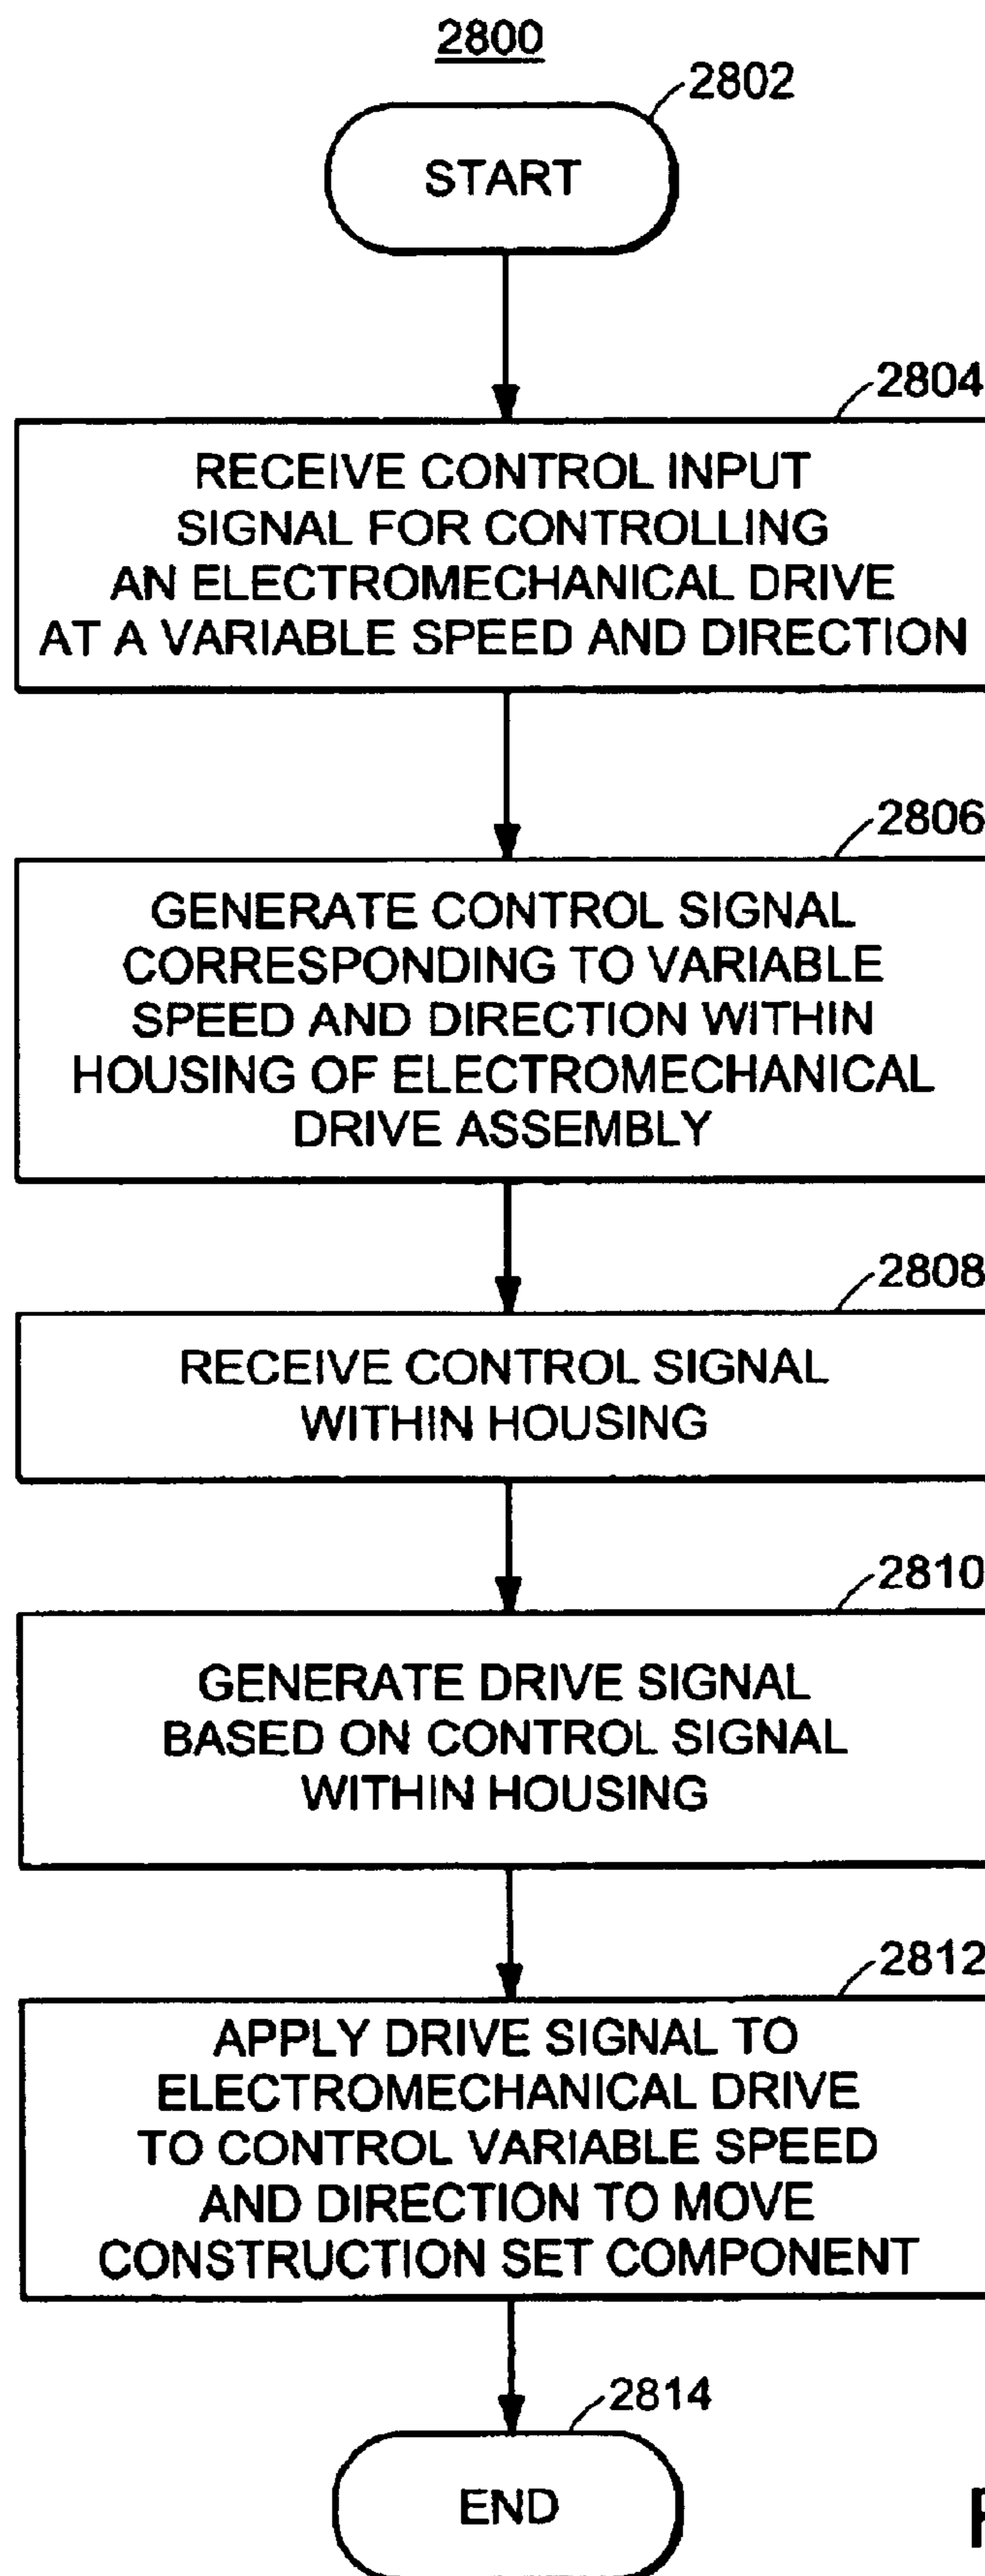 2800
2802
START
2804
RECEIVE CONTROL INPUT
SIGNAL FOR CONTROLLING
AN ELECTROMECHANICAL DRIVE
AT A VARIABLE SPEED AND DIRECTION
2806
GENERATE CONTROL SIGNAL
CORRESPONDING TO VARIABLE
SPEED AND DIRECTION WITHIN
HOUSING OF ELECTROMECHANICAL
DRIVE ASSEMBLY
2808
RECEIVE CONTROL SIGNAL
WITHIN HOUSING
2810
GENERATE DRIVE SIGNAL
BASED ON CONTROL SIGNAL
WITHIN HOUSING
2812
APPLY DRIVE SIGNAL TO
ELECTROMECHANICAL DRIVE
TO CONTROL VARIABLE SPEED
AND DIRECTION TO MOVE
CONSTRUCTION SET COMPONENT
2814
END